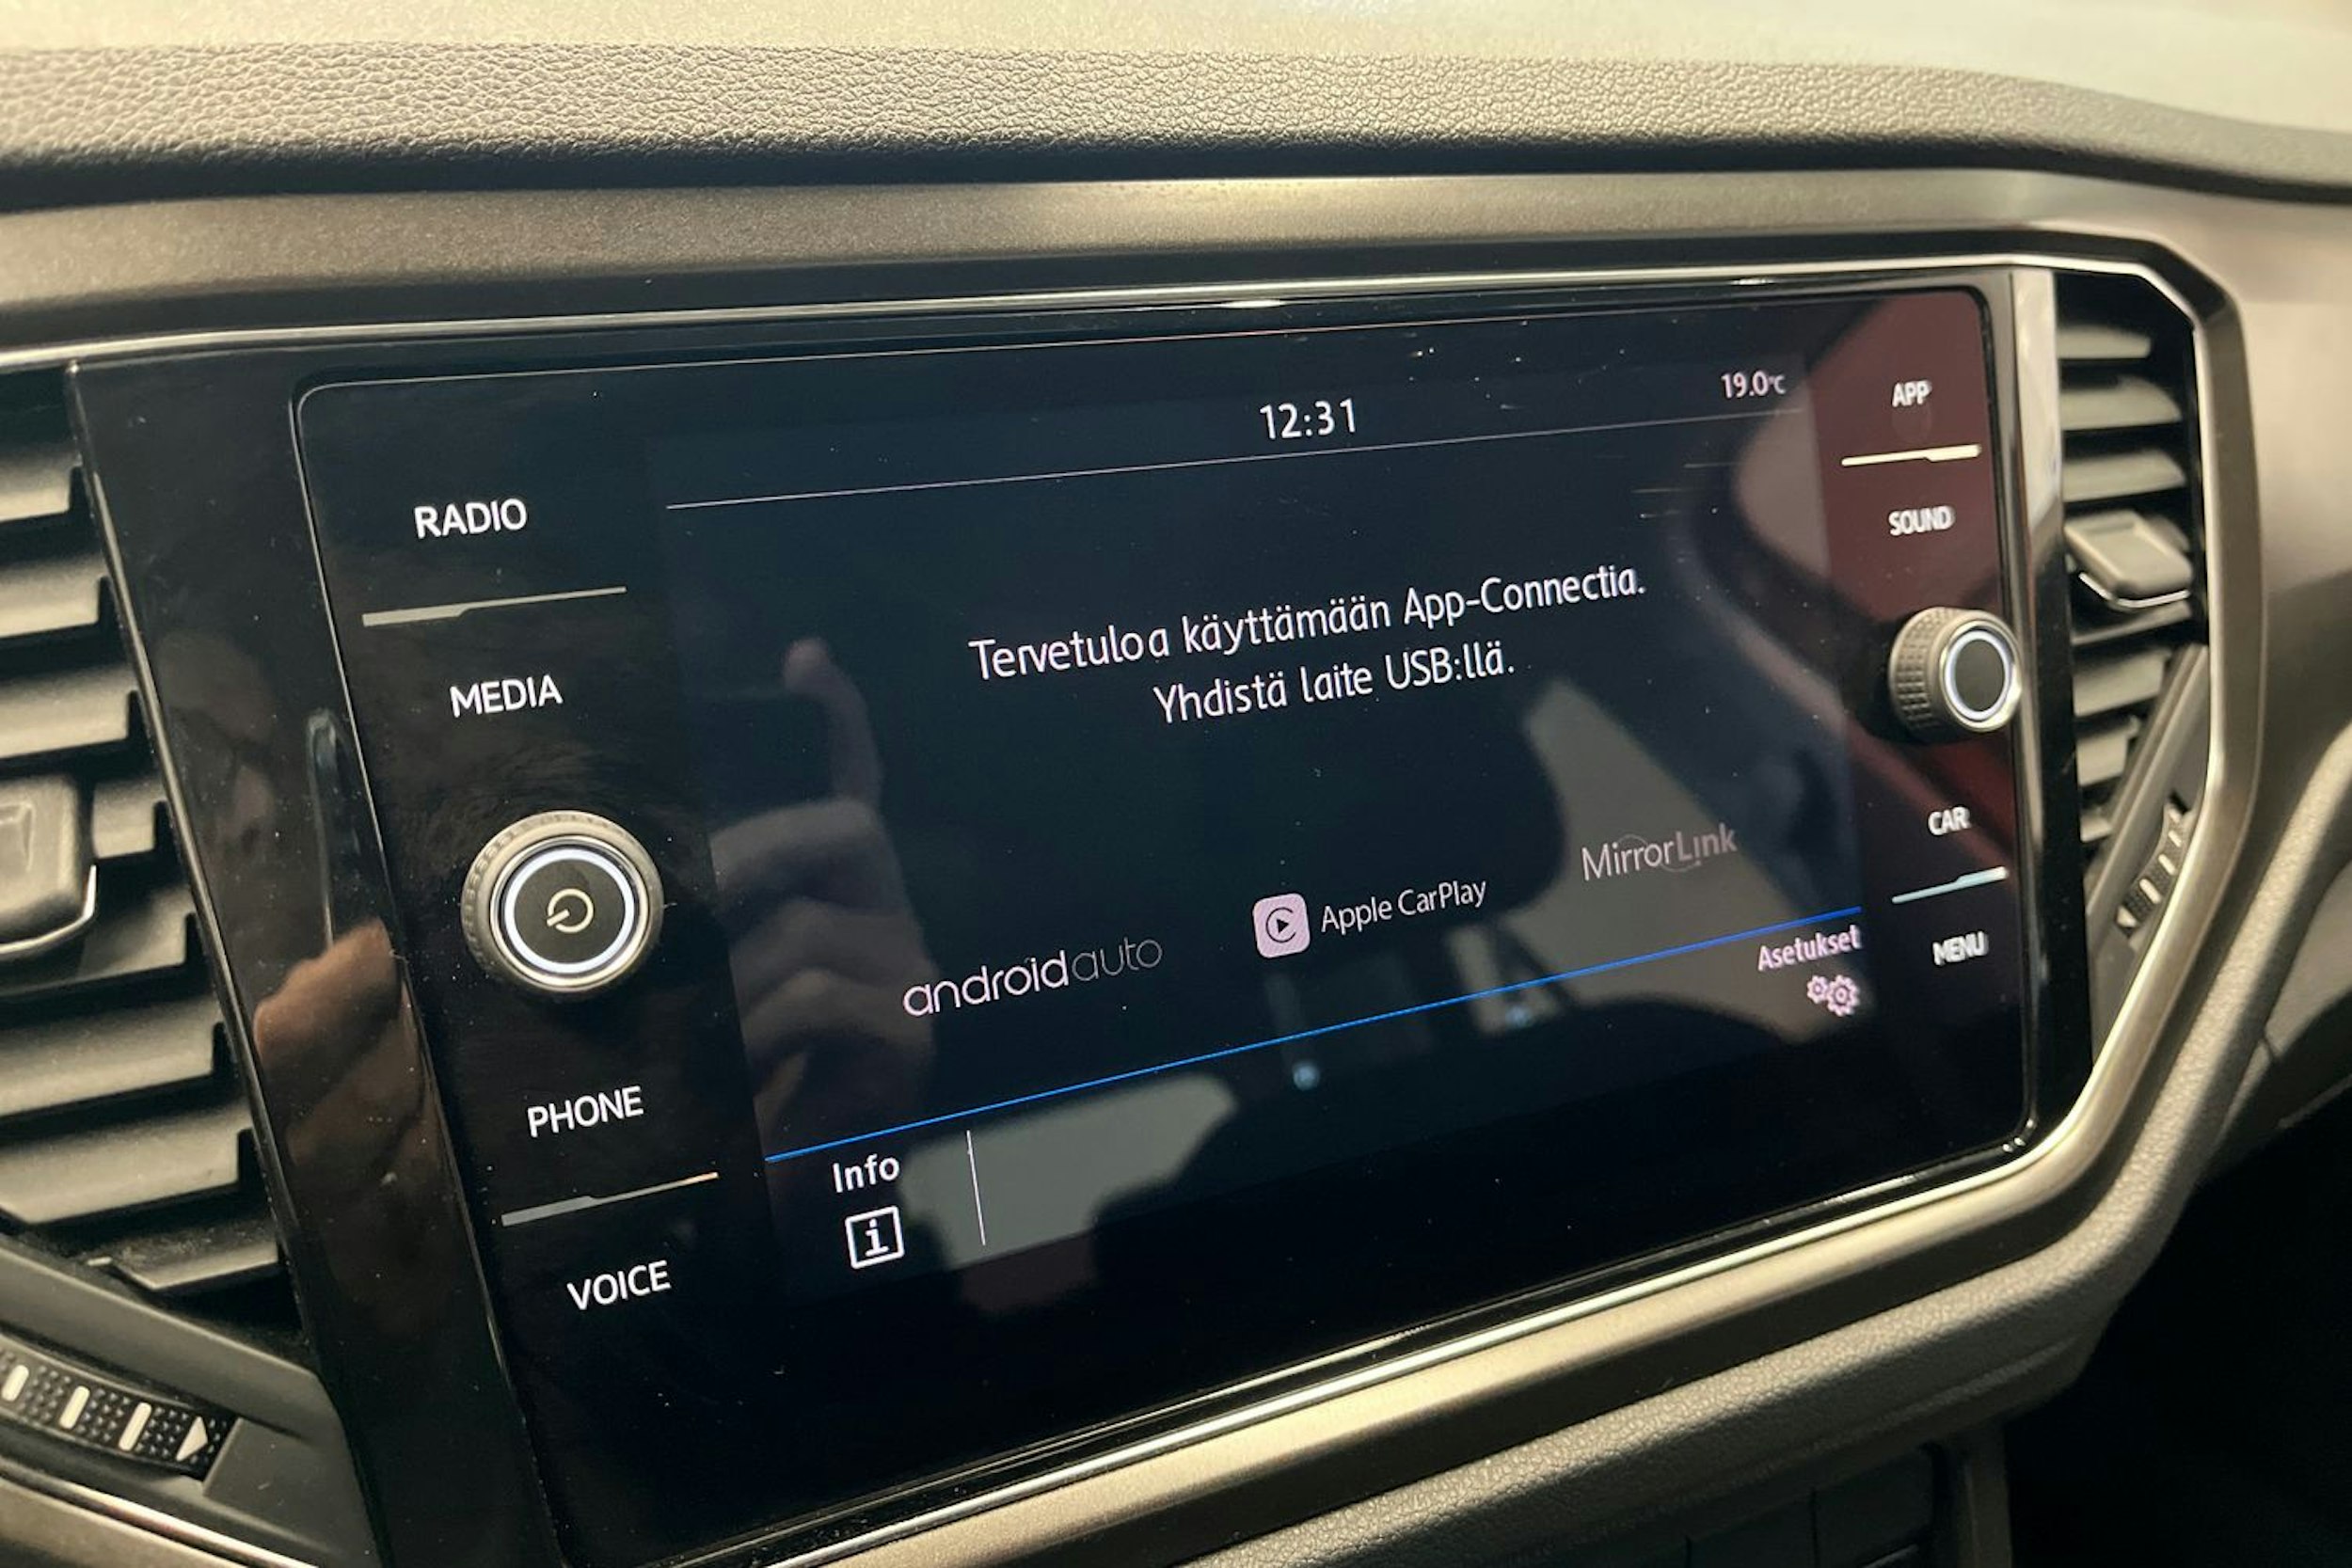 12:31
19.0°C
RADIO
MEDIA
PHONE
VOICE
Tervetuloa käyttämään App-Connectia.
Yhdistä laite USB:llä.
androidauto
Apple CarPlay
MirrorLink
Info
i
Asetukset
APP
SOUND
CAR
MENU